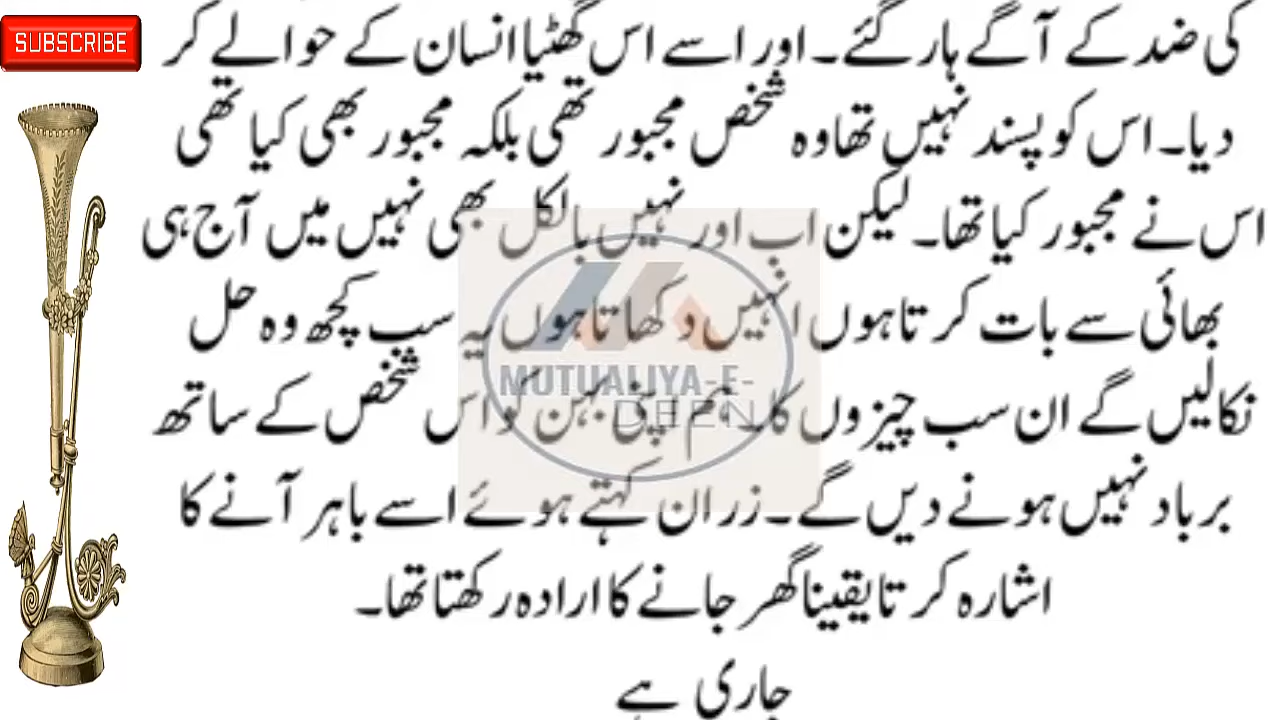 SUBSCRIBE
کی ضد کے آگے ہار گئے۔ اور اسے اس گھٹیا انسان کے حوالے کر
دیا۔ اس کو پسند نہیں تھا وہ شخص مجبور تھی بلکہ مجبور بھی کیا تھی
اس نے مجبور کیا تھا۔ لیکن اب اور نہیں بالکل بھی نہیں میں آج ہی
بھائی سے بات کرتا ہوں انہیں دکھاتا ہوں یہ سب کچھ وہ حل
نکالیں گے ان سب چیزوں کا۔ ہم اپنی بہن کو اس شخص کے ساتھ
برباد نہیں ہونے دیں گے۔ زران کہتے ہوئے اسے باہر آنے کا
اشارہ کرتا یقینا گھر جانے کا ارادہ رکھتا تھا۔
جاری ہے
MUTUALIYA-E-
DEEN